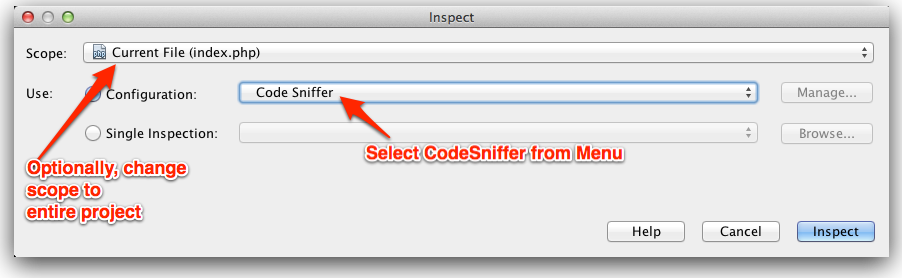 Inspect
Scope: Current File (index.php)
Use: Configuration: Code Sniffer Manage...
Single Inspection: Browse...
Select CodeSniffer from Menu
Optionally, change
scope to
entire project
Help Cancel Inspect